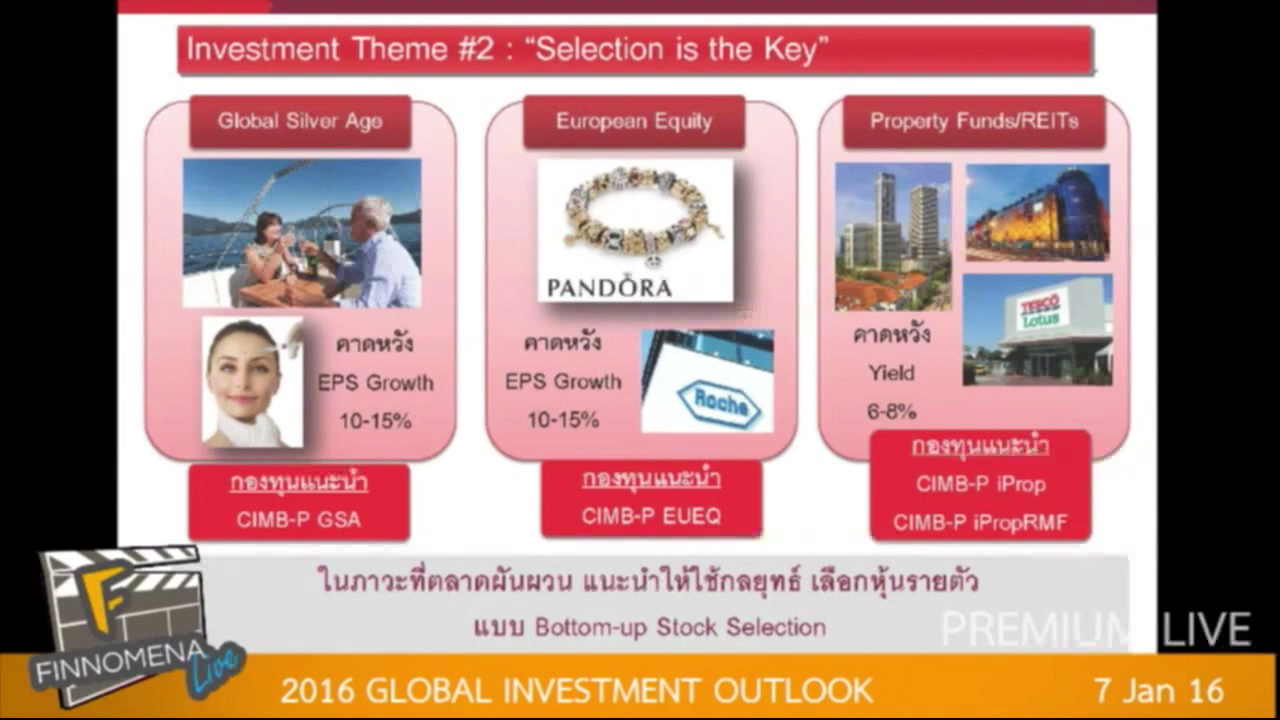 Investment Theme #2 : “Selection is the Key”
Global Silver Age
คาดหวัง
EPS Growth
10-15%
กองทุนแนะนำ
CIMB-P GSA
European Equity
PANDÖRA
คาดหวัง
EPS Growth
10-15%
Roche
กองทุนแนะนำ
CIMB-P EUEQ
Property Funds/REITs
TESCO
Lotus
คาดหวัง
Yield
6-8%
กองทุนแนะนำ
CIMB-P iProp
CIMB-P iPropRMF
ในภาวะที่ตลาดผันผวน แนะนำให้ใช้กลยุทธ์ เลือกหุ้นรายตัว
แบบ Bottom-up Stock Selection
PREMIUM LIVE
F
FINNOMENA
Live
2016 GLOBAL INVESTMENT OUTLOOK
7 Jan 16